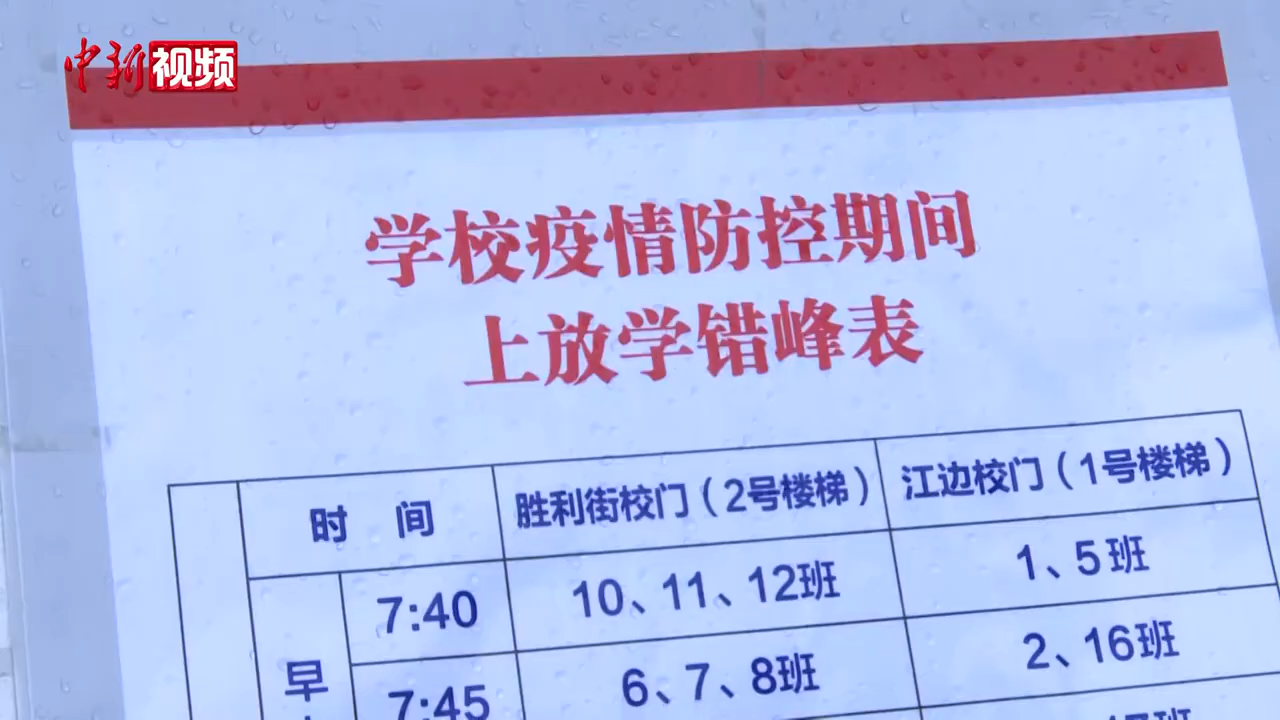 中新视频
学校疫情防控期间
上放学错峰表
时 间 胜利街校门（2号楼梯） 江边校门（1号楼梯）
7:40 10、11、12班 1、5班
早 7:45 6、7、8班 2、16班